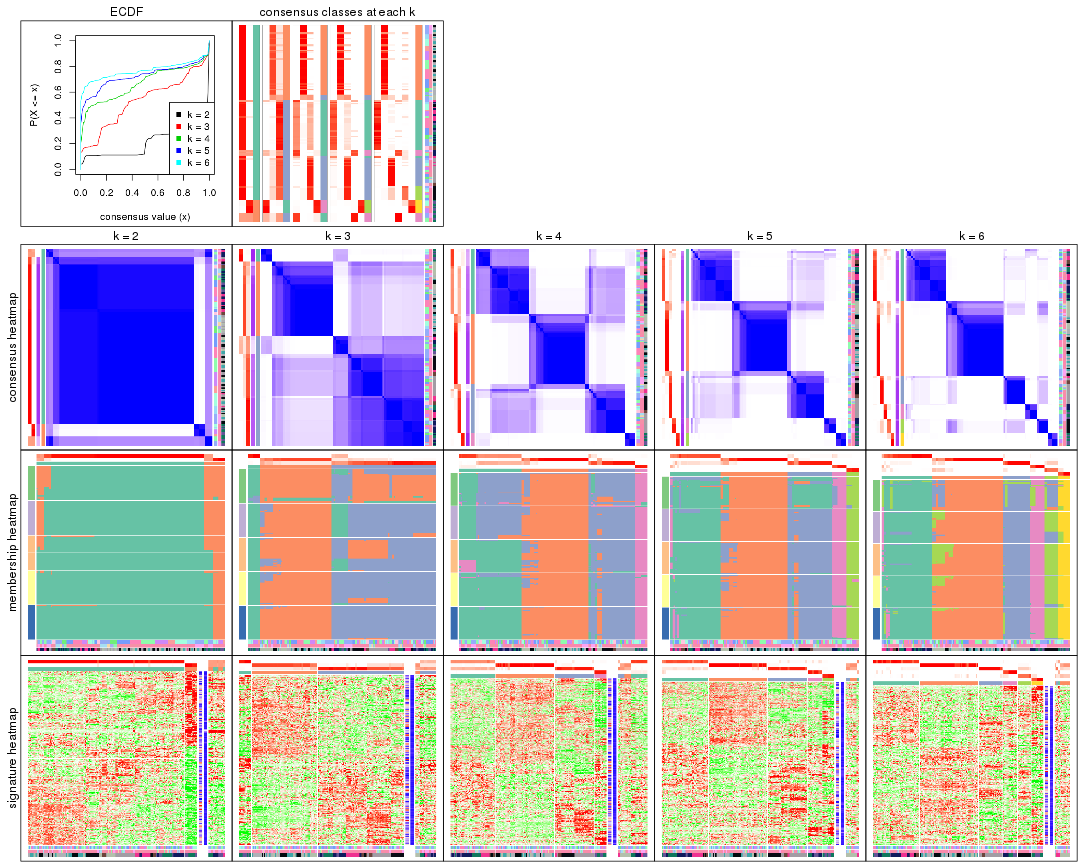 ECDF
consensus classes at each k
P(X <= x)
0.0 0.2 0.4 0.6 0.8 1.0
k = 2
k = 3
k = 4
k = 5
k = 6
0.0 0.2 0.4 0.6 0.8 1.0
consensus value (x)
k = 2
k = 3
k = 4
k = 5
k = 6
consensus heatmap
membership heatmap
signature heatmap